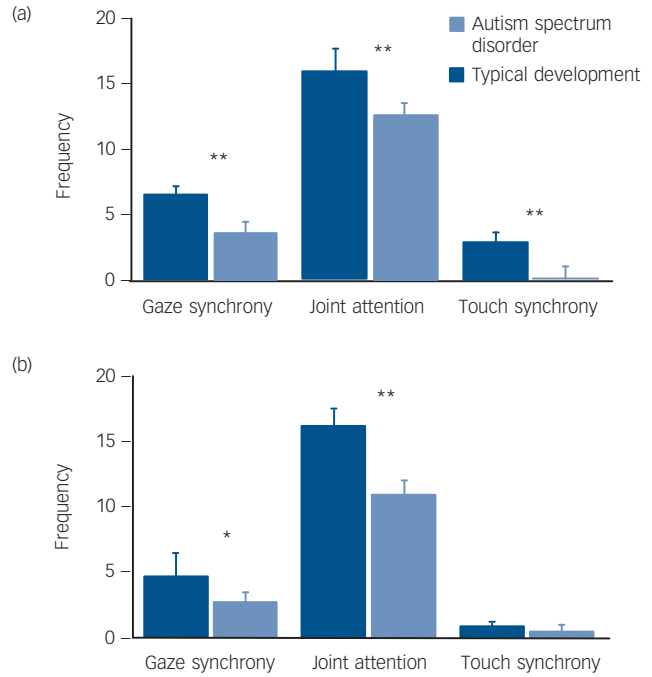 (a)
20
15
10
5
0
Frequency
**
**
**
Autism spectrum
disorder
Typical development
Gaze synchrony
Joint attention
Touch synchrony
(b)
20
15
10
5
0
Frequency
*
**
Gaze synchrony
Joint attention
Touch synchrony